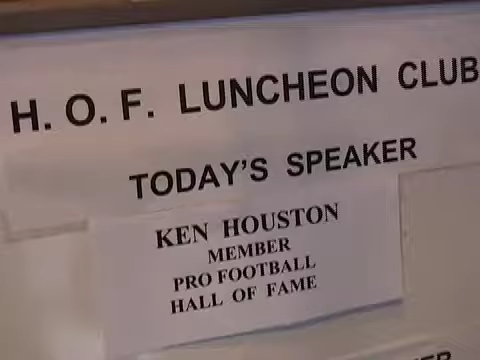 H. O. F. LUNCHEON CLUB
TODAY'S SPEAKER
KEN HOUSTON
MEMBER
PRO FOOTBALL
HALL OF FAME